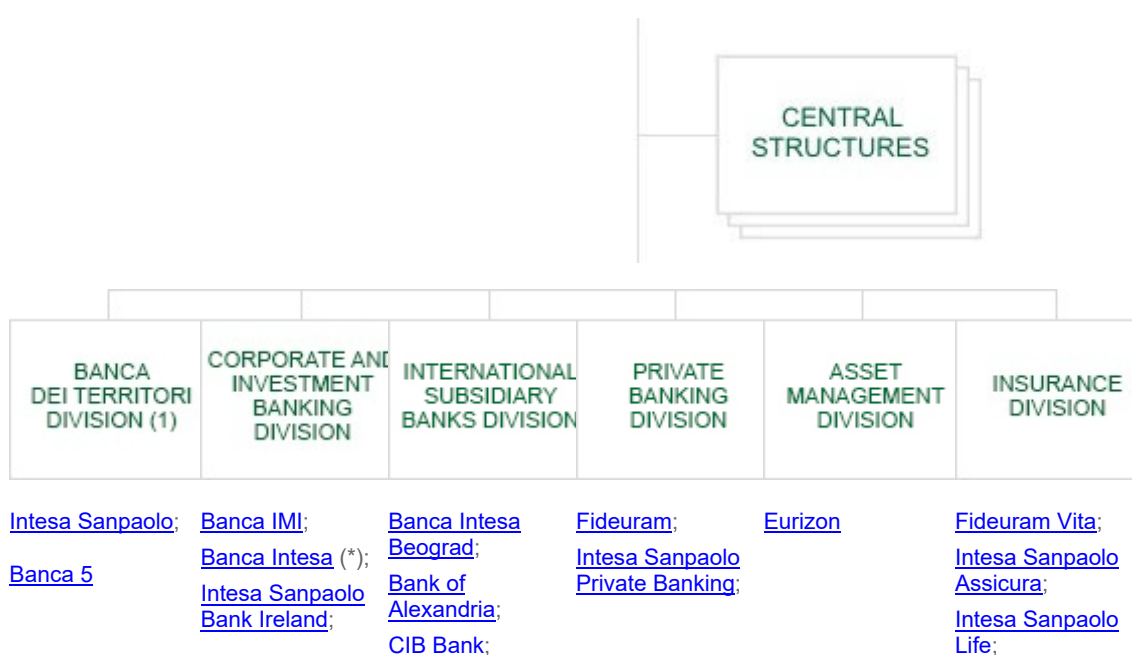 CENTRAL
STRUCTURES
BANCA
DEI TERRITORI
DIVISION (1)
CORPORATE AND
INVESTMENT
BANKING
DIVISION
INTERNATIONAL
SUBSIDIARY
BANKS DIVISION
PRIVATE
BANKING
DIVISION
ASSET
MANAGEMENT
DIVISION
INSURANCE
DIVISION
Intesa Sanpaolo;
Banca 5
Banca IMI;
Banca Intesa (*);
Intesa Sanpaolo
Bank Ireland;
Banca Intesa
Beograd;
Bank of
Alexandria;
CIB Bank;
Fideuram;
Intesa Sanpaolo
Private Banking;
Eurizon
Fideuram Vita;
Intesa Sanpaolo
Assicura;
Intesa Sanpaolo
Life;